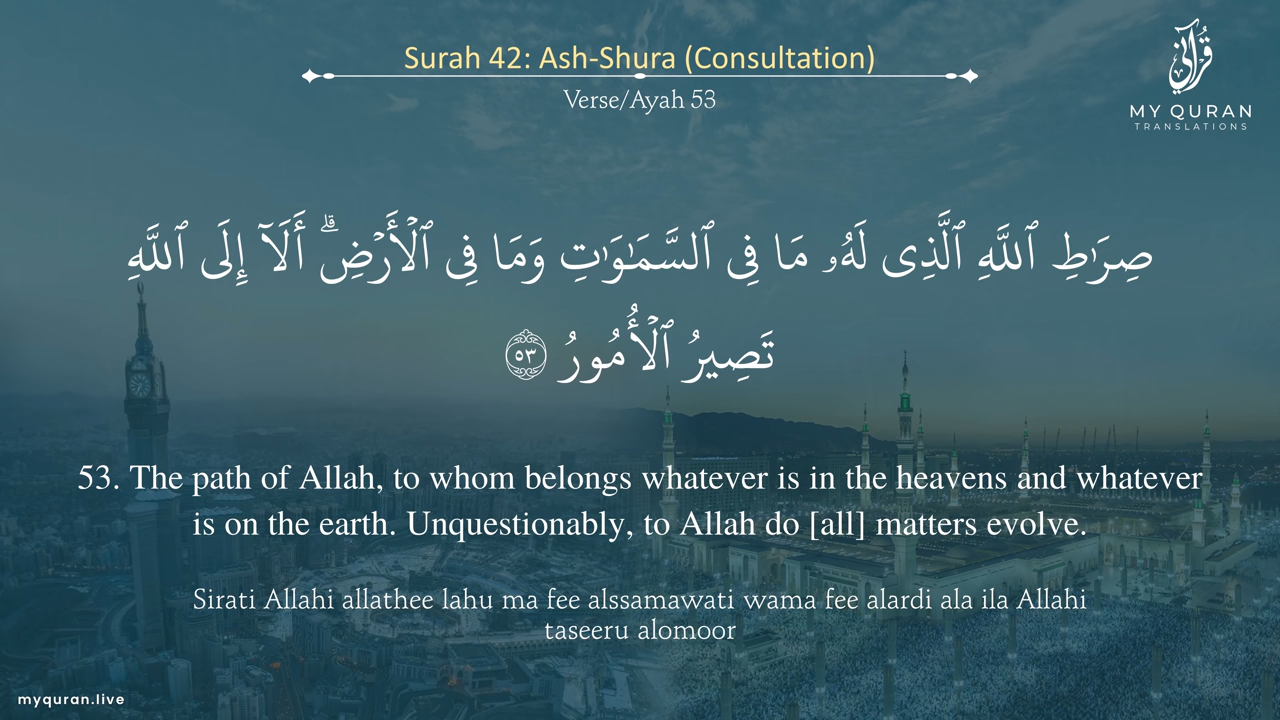 Surah 42: Ash-Shura (Consultation)
Verse/Ayah 53
قرآني
MY QURAN
TRANSLATIONS
صِرَٰطِ ٱللَّهِ ٱلَّذِى لَهُۥ مَا فِى ٱلسَّمَـٰوَٰتِ وَمَا فِى ٱلْأَرْضِ ۗ أَلَآ إِلَى ٱللَّهِ
تَصِيرُ ٱلْأُمُورُ ٥٣
53. The path of Allah, to whom belongs whatever is in the heavens and whatever
is on the earth. Unquestionably, to Allah do [all] matters evolve.
Sirati Allahi allathee lahu ma fee alssamawati wama fee alardi ala ila Allahi
taseeru alomoor
myquran.live